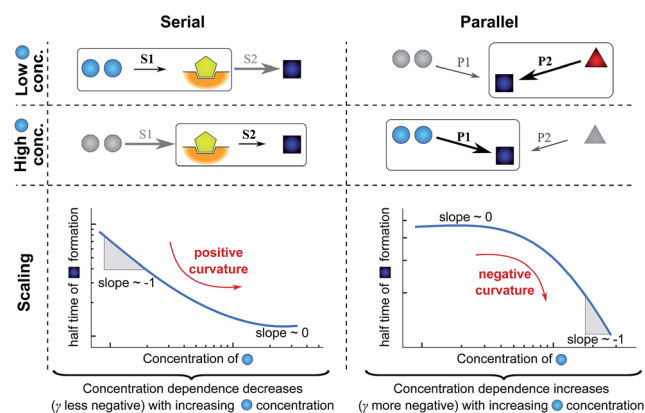 Serial
Parallel
Low
conc.
S1
S2
P1
P2
High
conc.
S1
S2
P1
P2
Scaling
half time of formation
slope ~ -1
positive
curvature
slope ~ 0
Concentration of
half time of formation
slope ~ 0
negative
curvature
slope ~ -1
Concentration of
Concentration dependence decreases
(γ less negative) with increasing concentration
Concentration dependence increases
(γ more negative) with increasing concentration